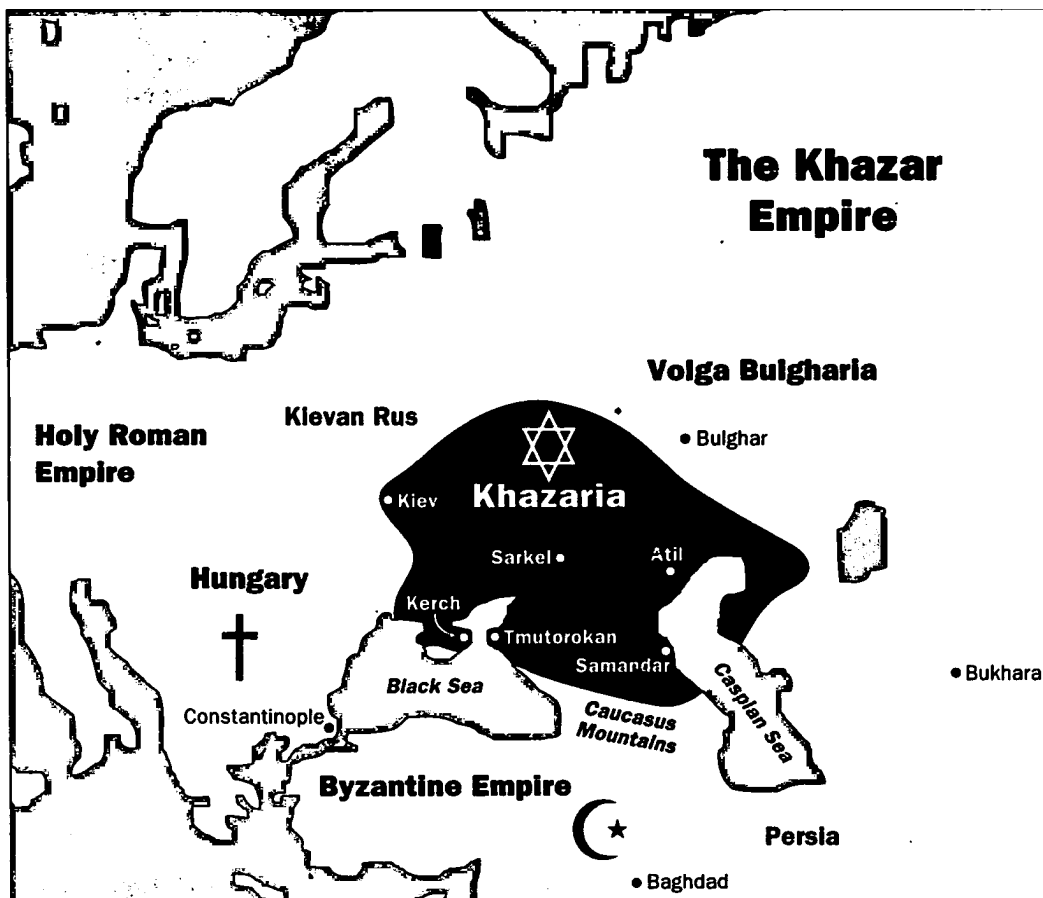 The Khazar
Empire
Volga Bulgharia
Kievan Rus
Holy Roman
Empire
Bulghar
Khazaria
Kiev
Sarkel
Atil
Hungary
Kerch
Tmutorokan
Samandar
Bukhara
Black Sea
Caspian Sea
Constantinople
Caucasus
Mountains
Byzantine Empire
Persia
Baghdad